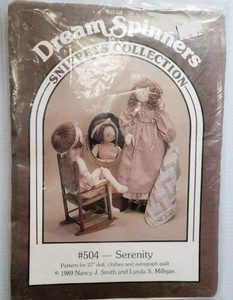 Dream Spinners
SNIPPETS COLLECTION
#504 — Serenity
Pattern for 27" doll, clothes and autograph quilt
© 1989 Nancy J. Smith and Lynda S. Milligan